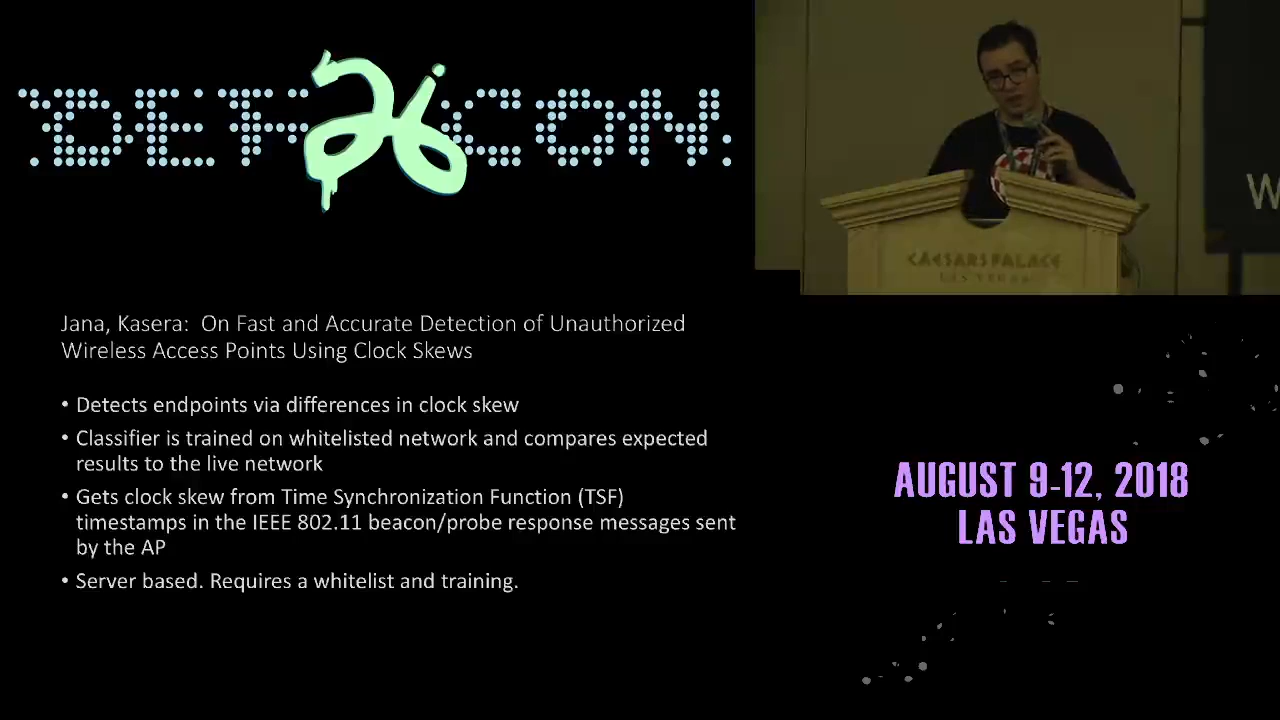 DEF CON 26
CAESARS PALACE
LAS VEGAS
W
Jana, Kasera: On Fast and Accurate Detection of Unauthorized
Wireless Access Points Using Clock Skews
• Detects endpoints via differences in clock skew
• Classifier is trained on whitelisted network and compares expected
results to the live network
• Gets clock skew from Time Synchronization Function (TSF)
timestamps in the IEEE 802.11 beacon/probe response messages sent
by the AP
• Server based. Requires a whitelist and training.
AUGUST 9-12, 2018
LAS VEGAS